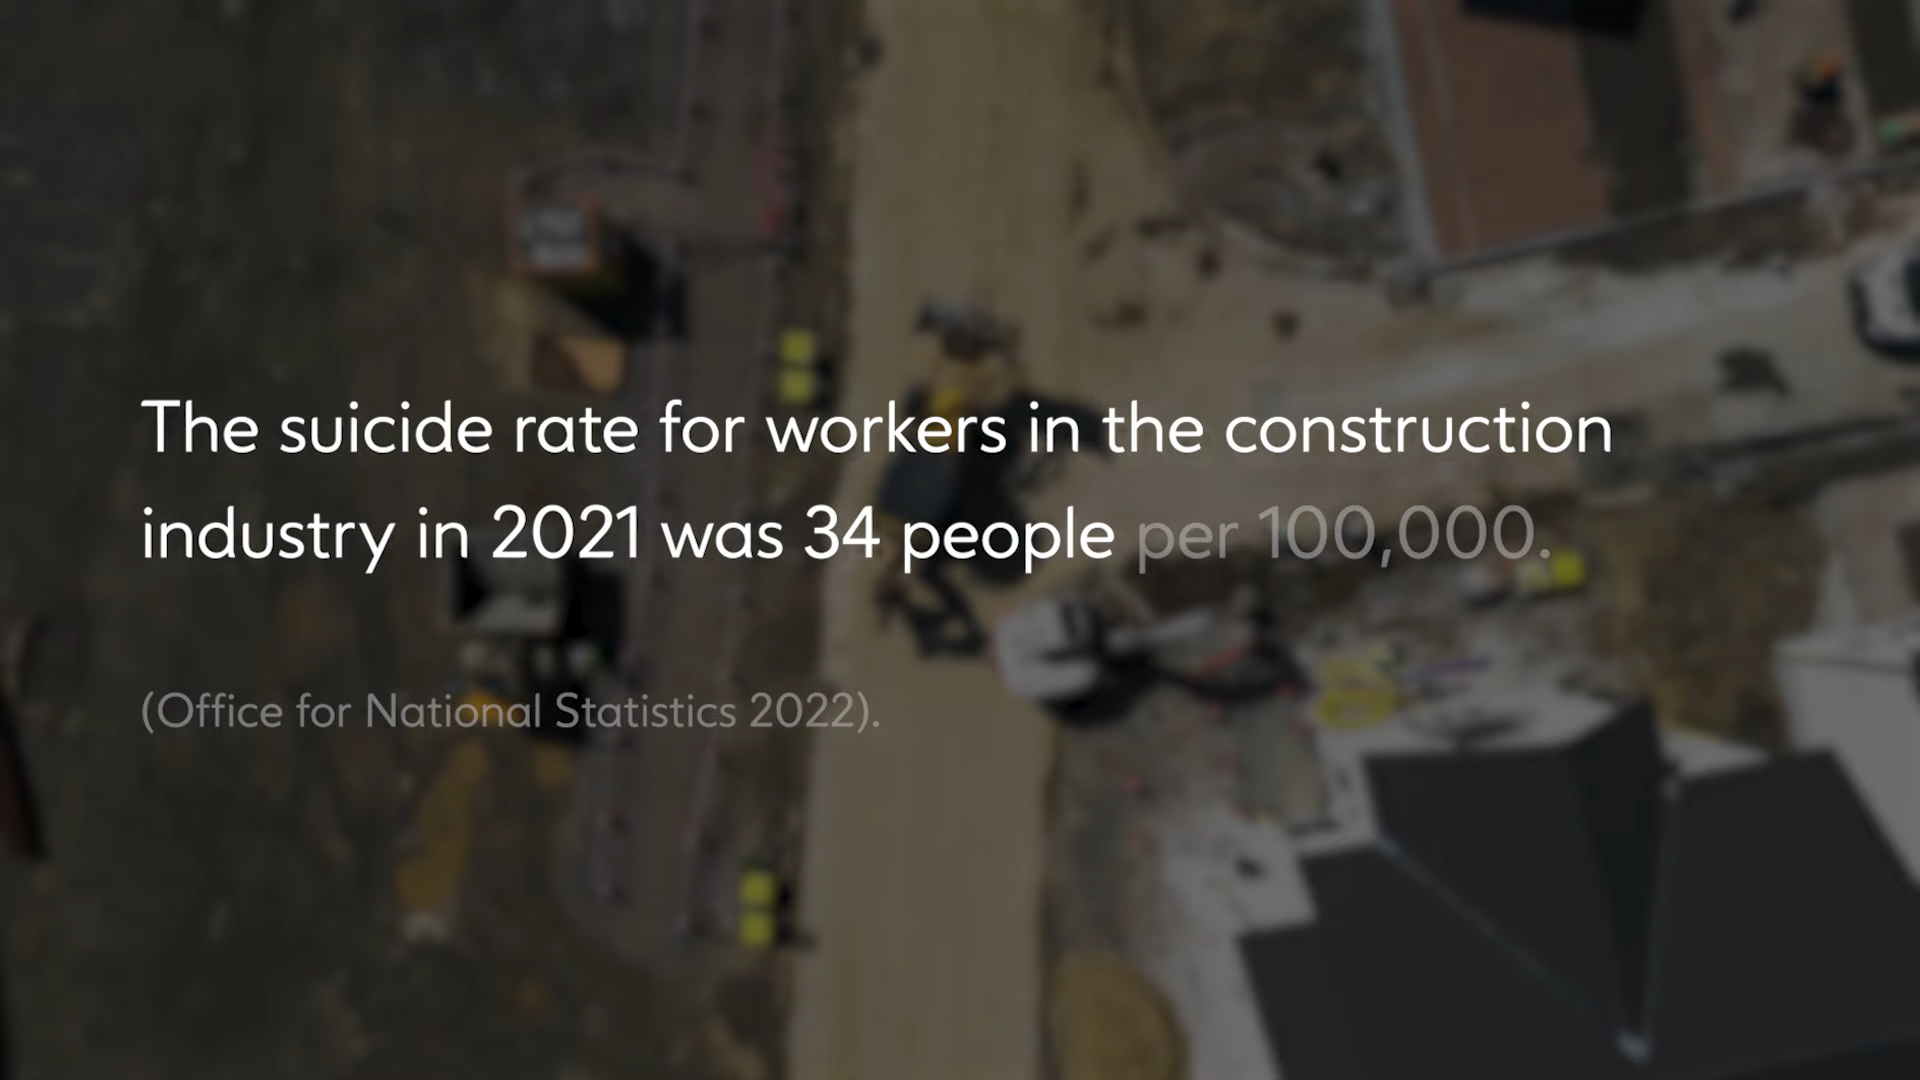 The suicide rate for workers in the construction
industry in 2021 was 34 people per 100,000.
(Office for National Statistics 2022).